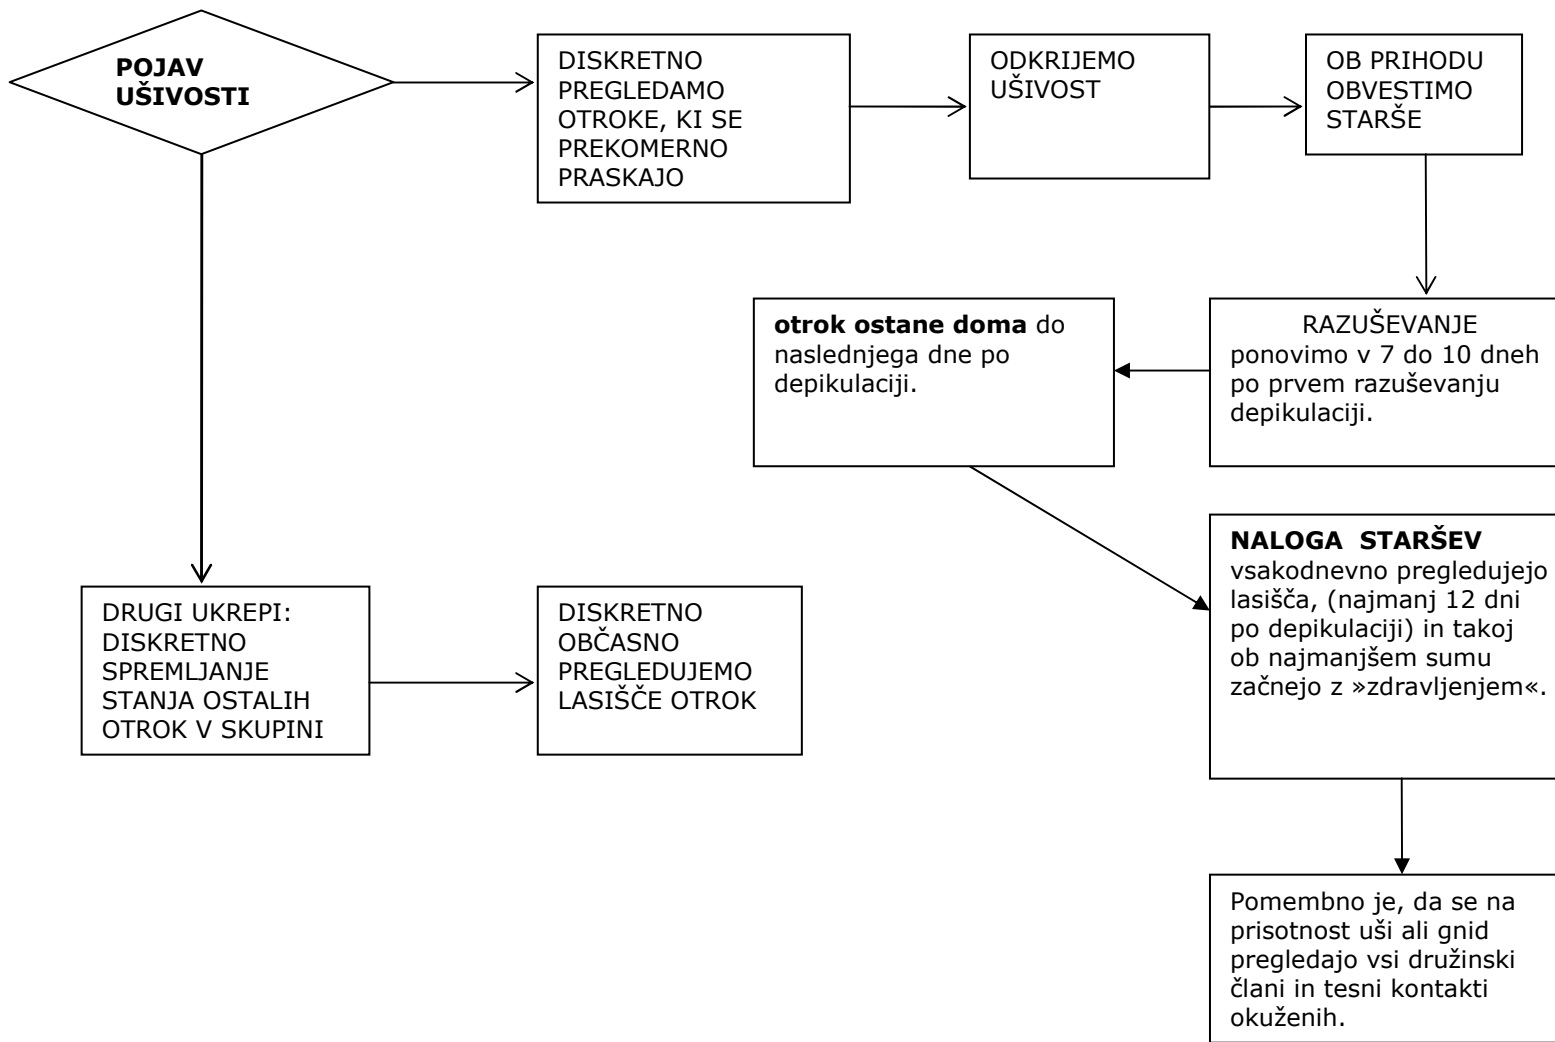 POJAV
UŠIVOSTI
DISKRETNO
PREGLEDAMO
OTROKE, KI SE
PREKOMERNO
PRASKAJO
ODKRIJEMO
UŠIVOST
OB PRIHODU
OBVESTIMO
STARŠE
RAZUŠEVANJE
ponovimo v 7 do 10 dneh
po prvem razuševanju
depikulaciji.
otrok ostane doma do
naslednjega dne po
depikulaciji.
NALOGA STARŠEV
vsakodnevno pregledujejo
lasišča, (najmanj 12 dni
po depikulaciji) in takoj
ob najmanjšem sumu
začnejo z »zdravljenjem«.
Pomembno je, da se na
prisotnost uši ali gnid
pregledajo vsi družinski
člani in tesni kontakti
okuženih.
DRUGI UKREPI:
DISKRETNO
SPREMLJANJE
STANJA OSTALIH
OTROK V SKUPINI
DISKRETNO
OBČASNO
PREGLEDUJEMO
LASIŠČE OTROK